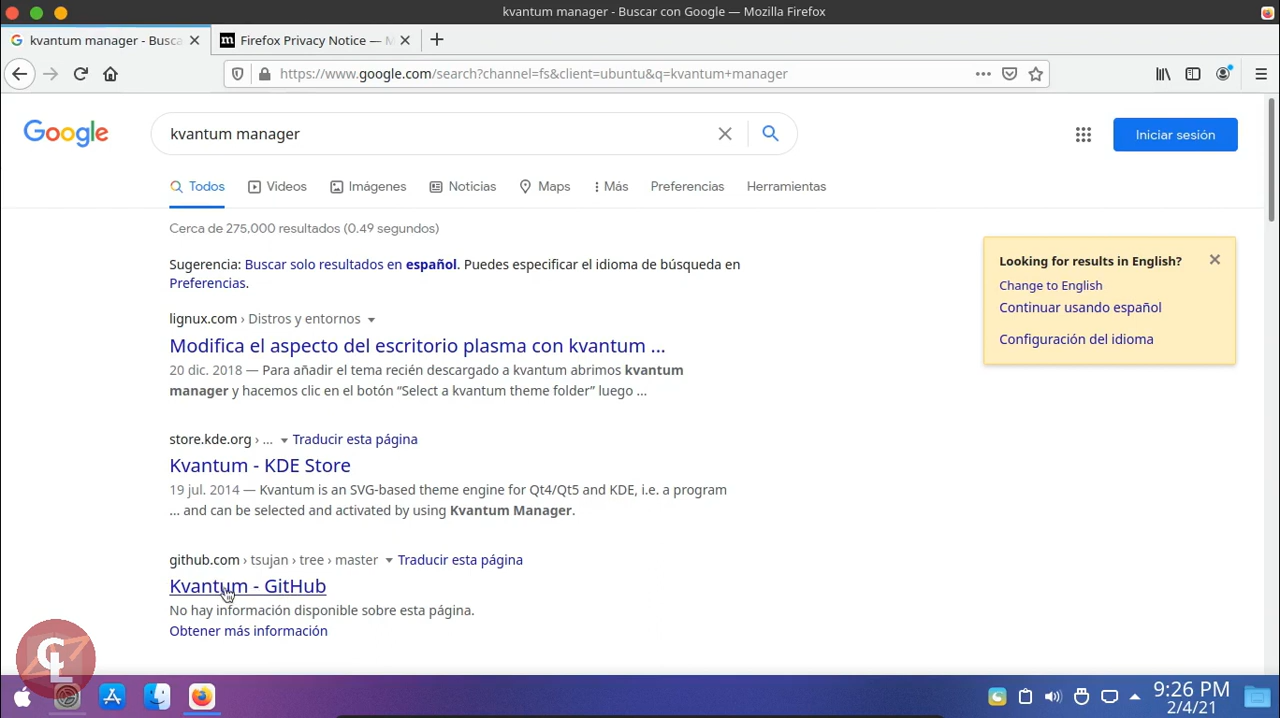 kvantum manager - Buscar con Google — Mozilla Firefox
kvantum manager - Busca
Firefox Privacy Notice —
https://www.google.com/search?channel=fs&client=ubuntu&q=kvantum+manager
Google
kvantum manager
Iniciar sesión
Todos
Videos
Imágenes
Noticias
Maps
Más
Preferencias
Herramientas
Cerca de 275,000 resultados (0.49 segundos)
Sugerencia: Buscar solo resultados en español. Puedes especificar el idioma de búsqueda en
Preferencias.
Looking for results in English?
Change to English
Continuar usando español
Configuración del idioma
lignux.com › Distros y entornos
Modifica el aspecto del escritorio plasma con kvantum ...
20 dic. 2018 — Para añadir el tema recién descargado a kvantum abrimos kvantum
manager y hacemos clic en el botón “Select a kvantum theme folder” luego ...
store.kde.org › ... Traducir esta página
Kvantum - KDE Store
19 jul. 2014 — Kvantum is an SVG-based theme engine for Qt4/Qt5 and KDE, i.e. a program
... and can be selected and activated by using Kvantum Manager.
github.com › tsujan › tree › master Traducir esta página
Kvantum - GitHub
No hay información disponible sobre esta página.
Obtener más información
CL
9:26 PM
2/4/21